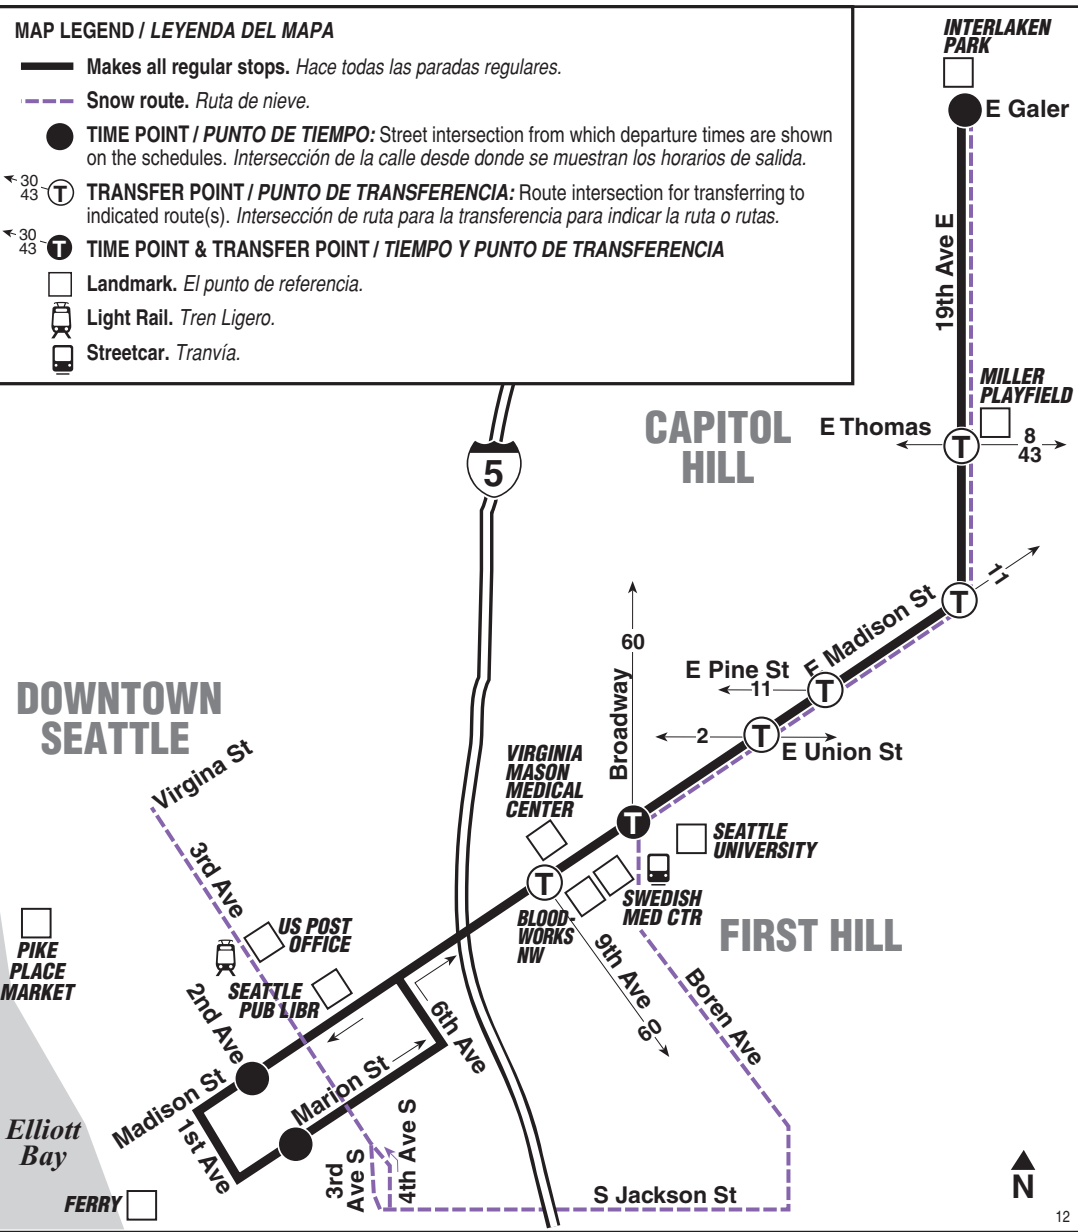 MAP LEGEND / LEYENDA DEL MAPA
Makes all regular stops. Hace todas las paradas regulares.
Snow route. Ruta de nieve.
TIME POINT / PUNTO DE TIEMPO: Street intersection from which departure times are shown
on the schedules. Intersección de la calle desde donde se muestran los horarios de salida.
30
43
T
TRANSFER POINT / PUNTO DE TRANSFERENCIA: Route intersection for transferring to
indicated route(s). Intersección de ruta para la transferencia para indicar la ruta o rutas.
30
43
T
TIME POINT & TRANSFER POINT / TIEMPO Y PUNTO DE TRANSFERENCIA
Landmark. El punto de referencia.
Light Rail. Tren Ligero.
Streetcar. Tranvía.
INTERLAKEN
PARK
E Galer
19th Ave E
MILLER
PLAYFIELD
E Thomas
T
8
43
CAPITOL
HILL
5
11
T
E Madison St
60
E Pine St
11
T
Broadway
2
T
E Union St
DOWNTOWN
SEATTLE
Virgina St
VIRGINIA
MASON
MEDICAL
CENTER
T
SEATTLE
UNIVERSITY
3rd Ave
T
SWEDISH
MED CTR
BLOOD-
WORKS
NW
FIRST HILL
US POST
OFFICE
PIKE
PLACE
MARKET
SEATTLE
PUB LIBR
9th Ave
60
Boren Ave
2nd Ave
6th Ave
Madison St
Marion St
1st Ave
Elliott
Bay
3rd
Ave S
4th Ave S
S Jackson St
FERRY
N
12